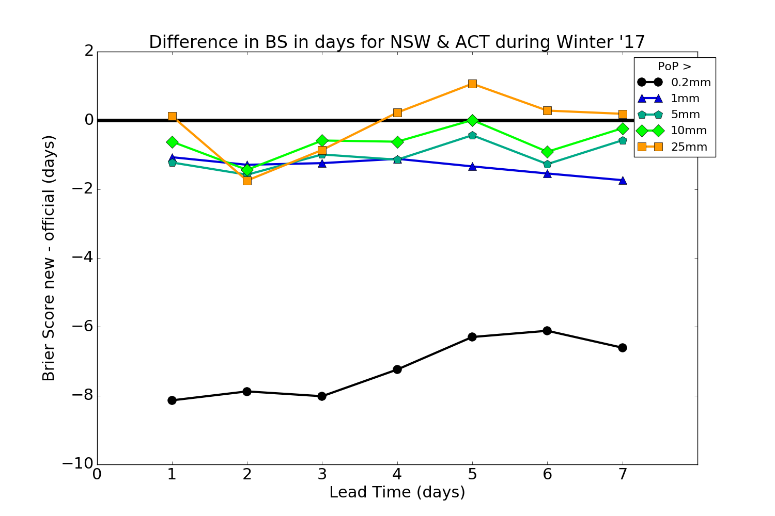 Difference in BS in days for NSW & ACT during Winter '17
Brier Score new - official (days)
2
0
−2
−4
−6
−8
−10
0 1 2 3 4 5 6 7
Lead Time (days)
PoP >
0.2mm
1mm
5mm
10mm
25mm